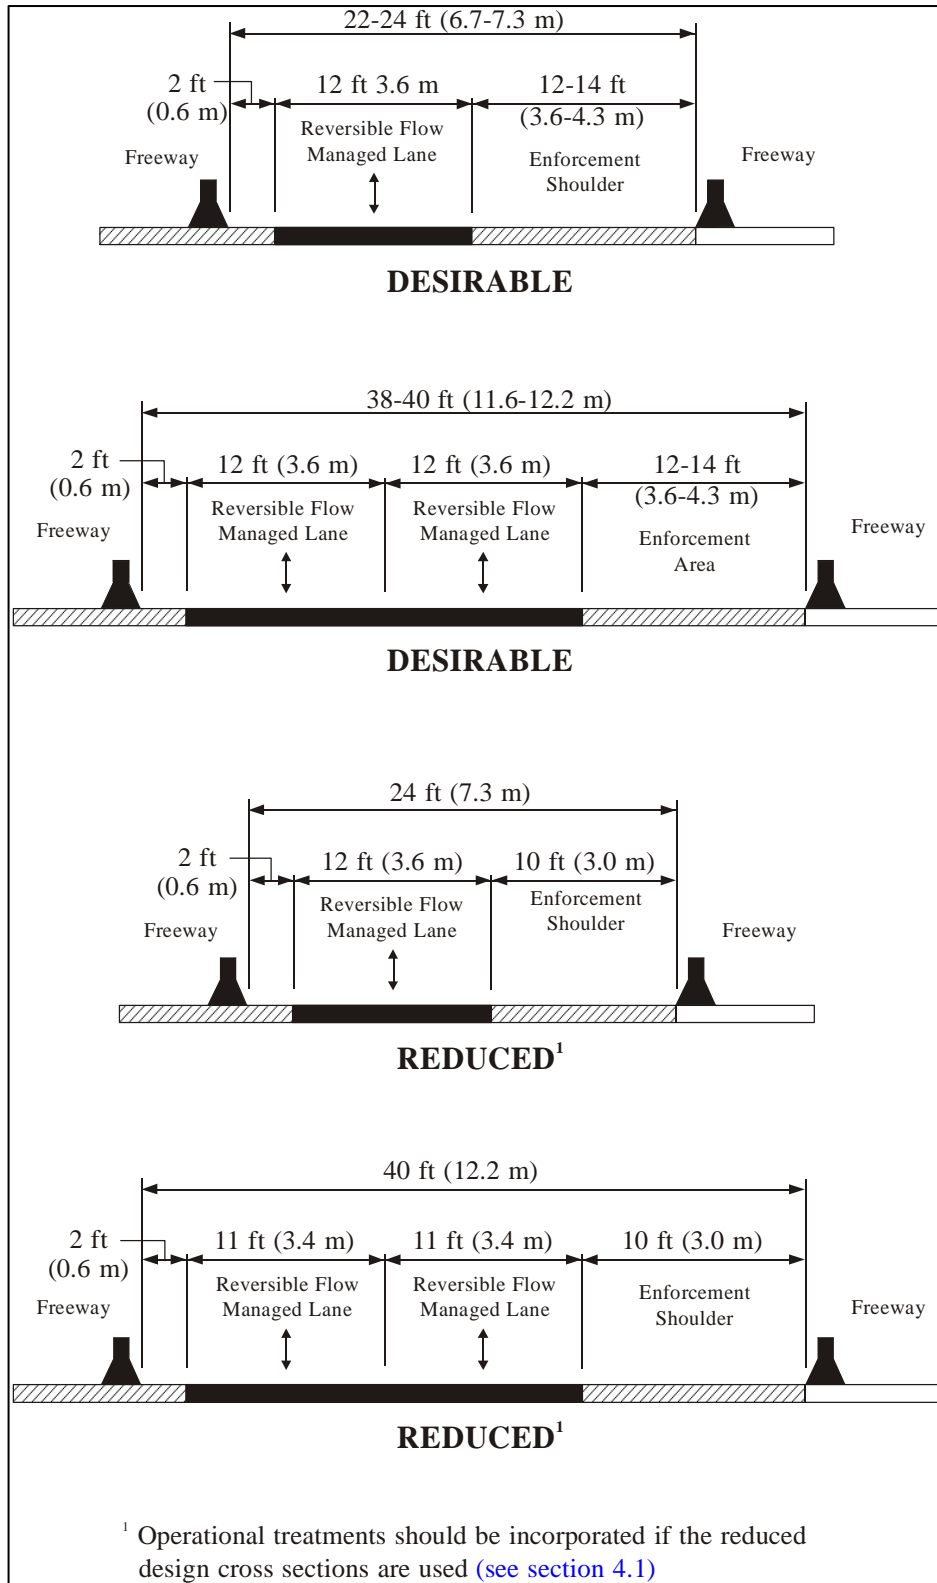 22-24 ft (6.7-7.3 m)
2 ft
(0.6 m)
12 ft 3.6 m
12-14 ft
(3.6-4.3 m)
Freeway
Reversible Flow
Managed Lane
Enforcement
Shoulder
Freeway
DESIRABLE
38-40 ft (11.6-12.2 m)
2 ft
(0.6 m)
12 ft (3.6 m)
12 ft (3.6 m)
12-14 ft
(3.6-4.3 m)
Freeway
Reversible Flow
Managed Lane
Reversible Flow
Managed Lane
Enforcement
Area
Freeway
DESIRABLE
24 ft (7.3 m)
2 ft
(0.6 m)
12 ft (3.6 m)
10 ft (3.0 m)
Freeway
Reversible Flow
Managed Lane
Enforcement
Shoulder
Freeway
REDUCED¹
40 ft (12.2 m)
2 ft
(0.6 m)
11 ft (3.4 m)
11 ft (3.4 m)
10 ft (3.0 m)
Freeway
Reversible Flow
Managed Lane
Reversible Flow
Managed Lane
Enforcement
Shoulder
Freeway
REDUCED¹
¹ Operational treatments should be incorporated if the reduced
design cross sections are used (see section 4.1)